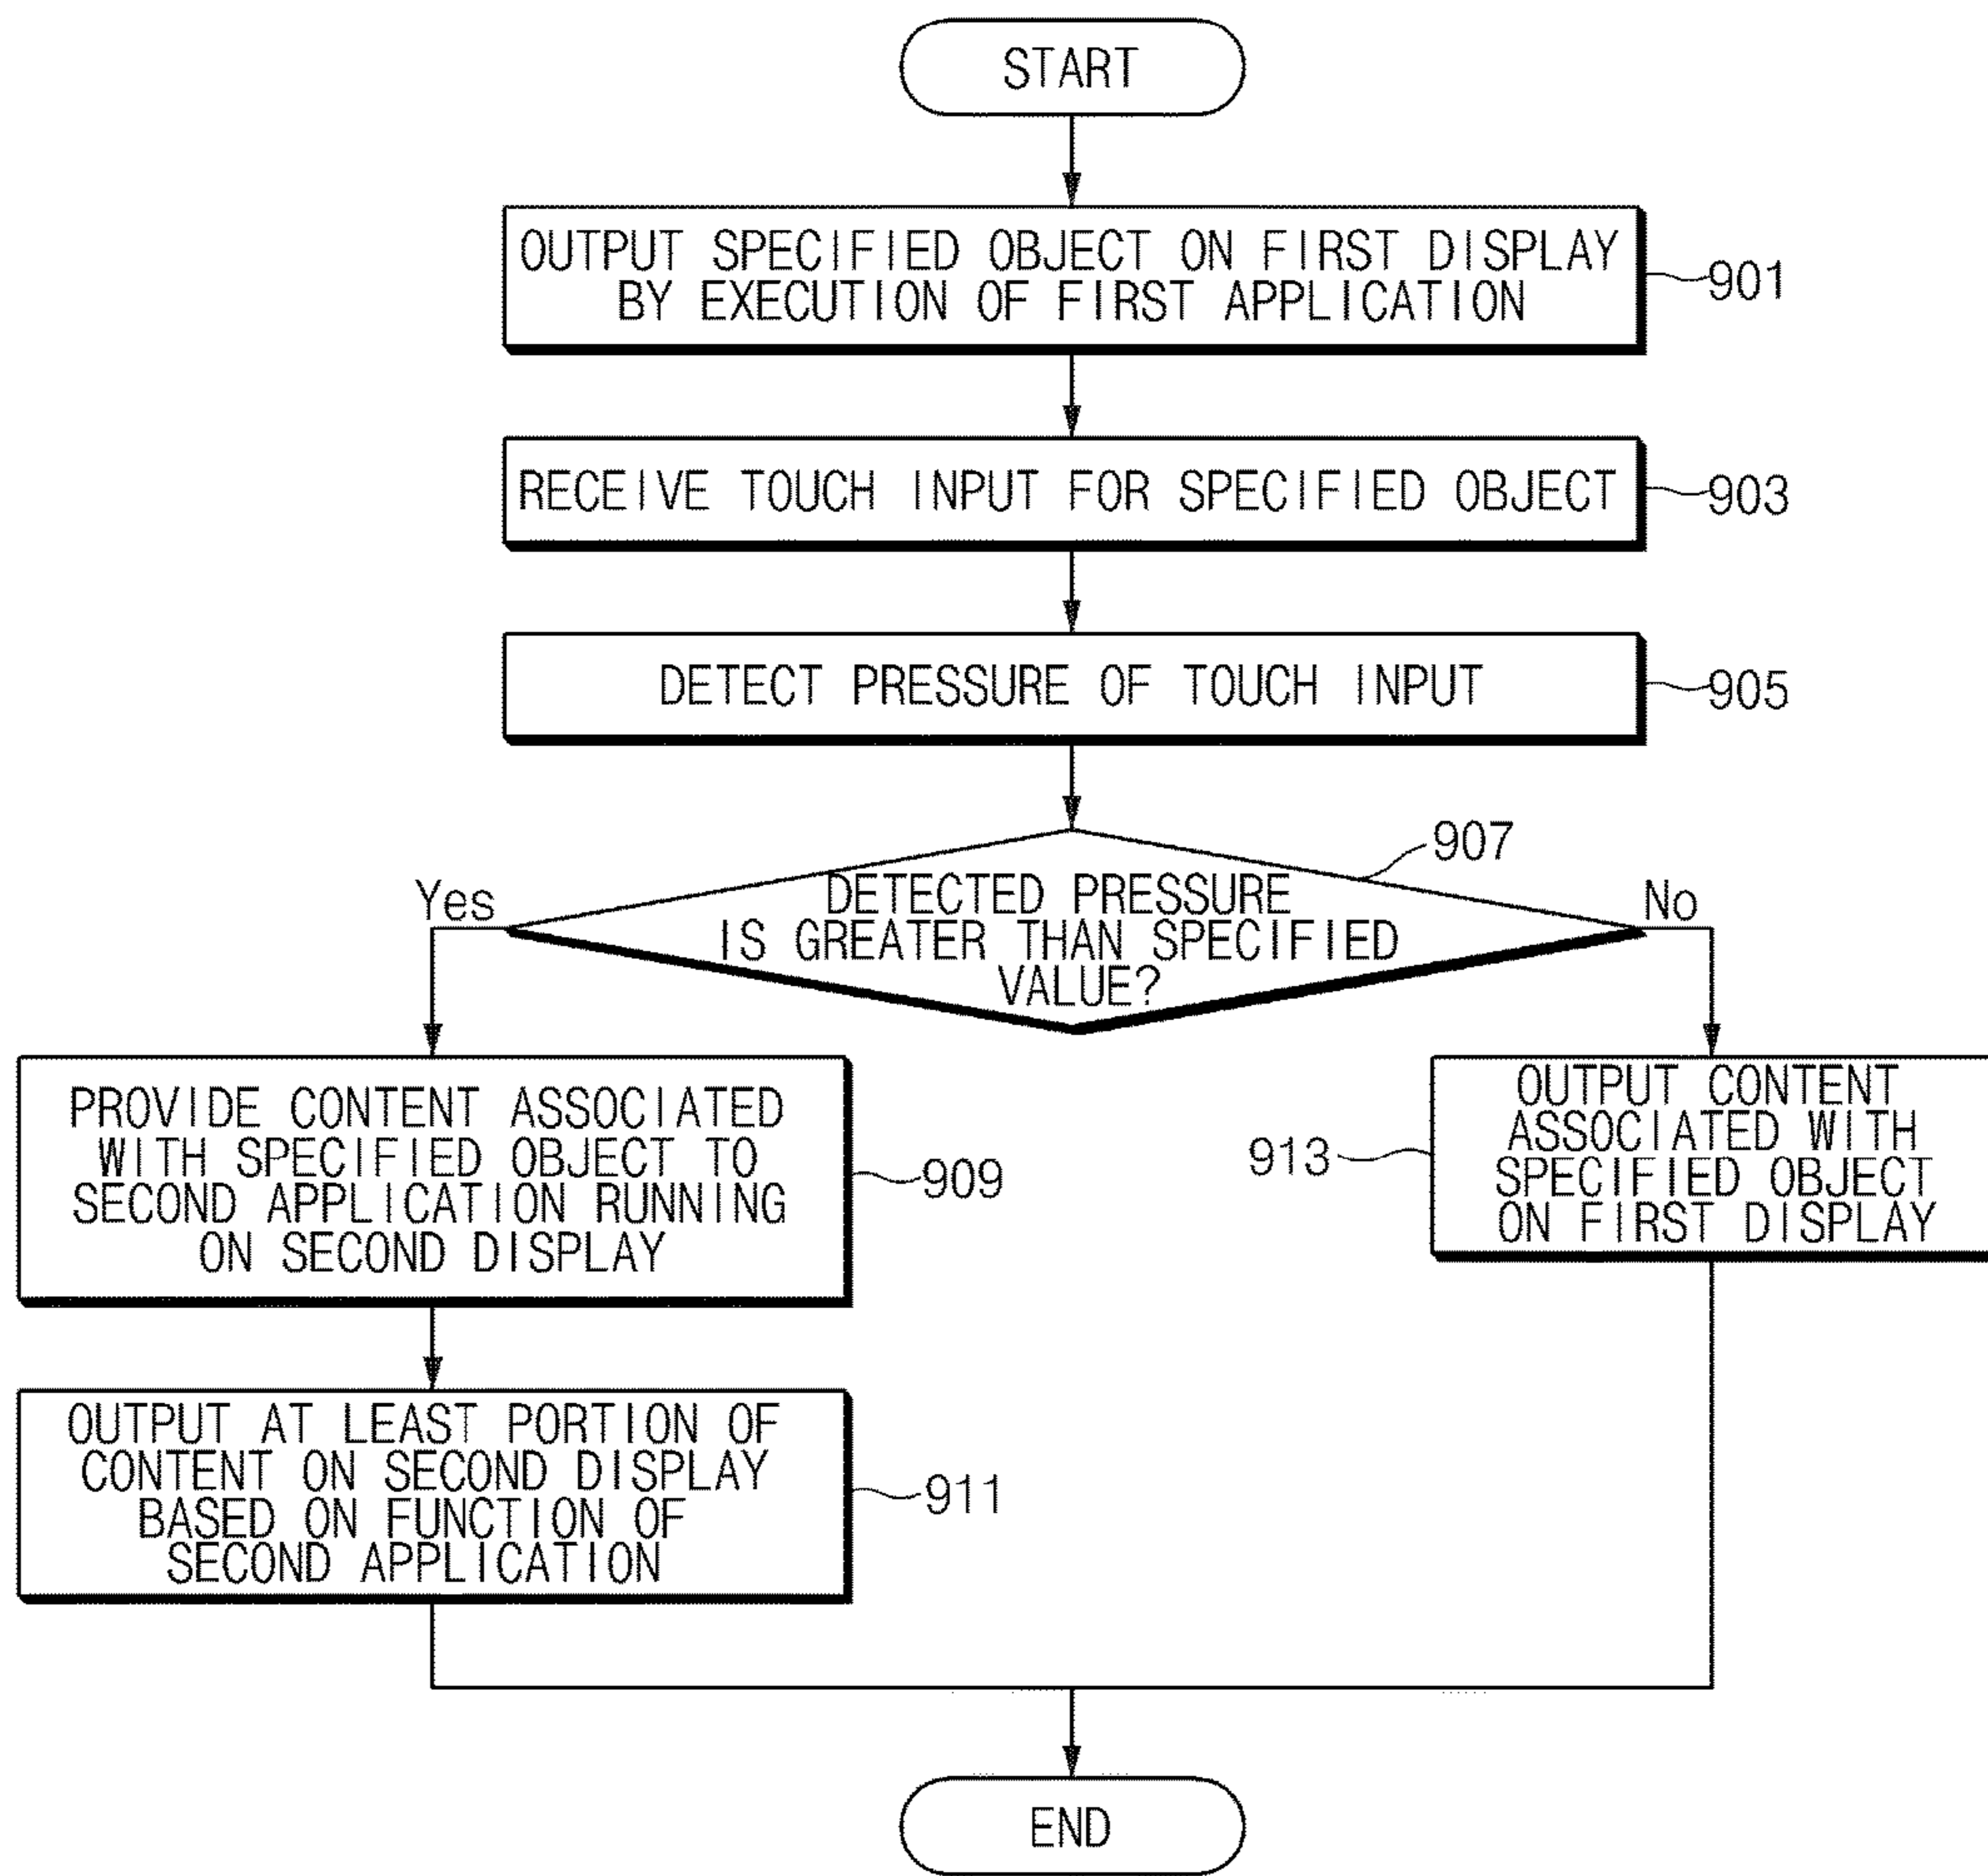 START
OUTPUT SPECIFIED OBJECT ON FIRST DISPLAY
BY EXECUTION OF FIRST APPLICATION
901
RECEIVE TOUCH INPUT FOR SPECIFIED OBJECT
903
DETECT PRESSURE OF TOUCH INPUT
905
907
DETECTED PRESSURE
IS GREATER THAN SPECIFIED
VALUE?
Yes
No
PROVIDE CONTENT ASSOCIATED
WITH SPECIFIED OBJECT TO
SECOND APPLICATION RUNNING
ON SECOND DISPLAY
909
OUTPUT CONTENT
ASSOCIATED WITH
SPECIFIED OBJECT
ON FIRST DISPLAY
913
OUTPUT AT LEAST PORTION OF
CONTENT ON SECOND DISPLAY
BASED ON FUNCTION OF
SECOND APPLICATION
911
END